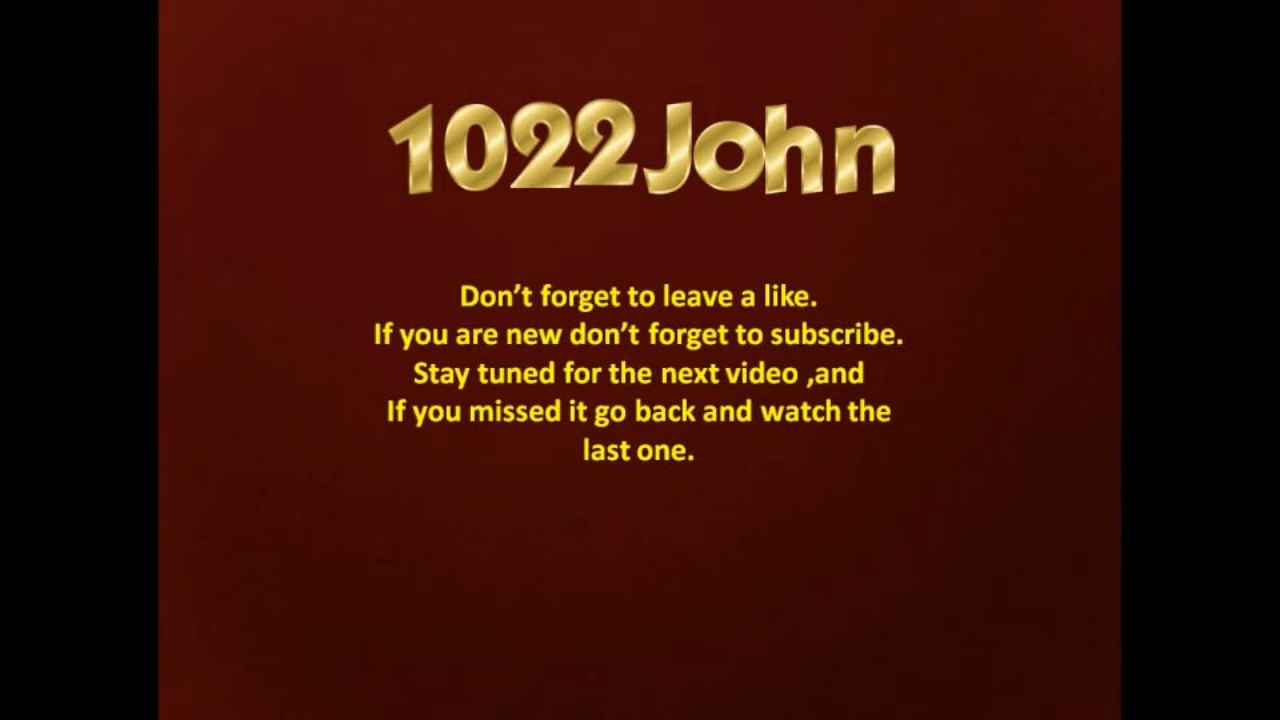 1022John
Don’t forget to leave a like.
If you are new don’t forget to subscribe.
Stay tuned for the next video ,and
If you missed it go back and watch the
last one.